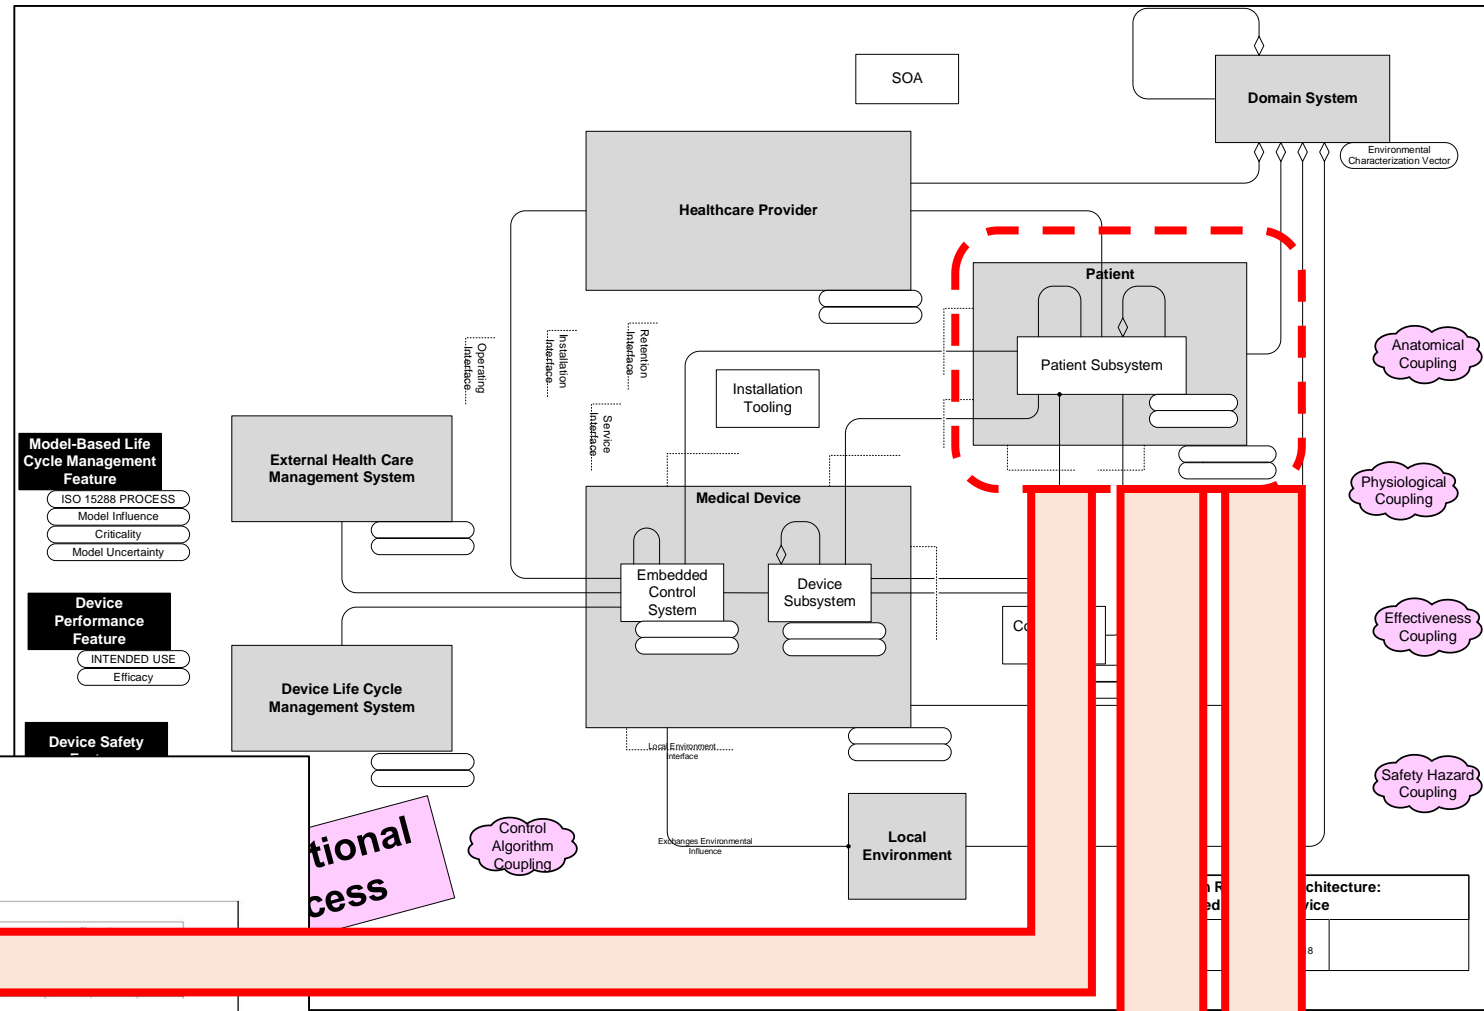 SOA
Domain System
Environmental
Characterization Vector
Healthcare Provider
Patient
Patient Subsystem
Anatomical
Coupling
Operating
Interface
Installation
Interface
Retention
Interface
Service
Interface
Installation
Tooling
Model-Based Life
Cycle Management
Feature
ISO 15288 PROCESS
Model Influence
Criticality
Model Uncertainty
External Health Care
Management System
Physiological
Coupling
Medical Device
Embedded
Control
System
Device
Subsystem
Device
Performance
Feature
INTENDED USE
Efficacy
Effectiveness
Coupling
Device Life Cycle
Management System
Device Safety
Local Environment
Interface
Safety Hazard
Coupling
tional
cess
Control
Algorithm
Coupling
Exchanges Environmental
Influence
Local
Environment
chitecture:
vice
8